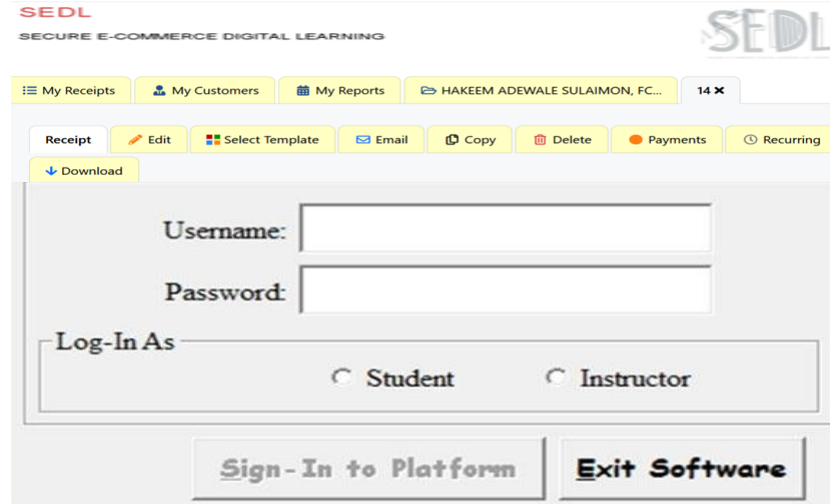 SEDL
SECURE E-COMMERCE DIGITAL LEARNING
SEDL
My Receipts My Customers My Reports HAKEEM ADEWALE SULAIMON, FC... 14 ×
Receipt Edit Select Template Email Copy Delete Payments Recurring
Download
Username:
Password:
Log-In As
Student Instructor
Sign-In to Platform Exit Software